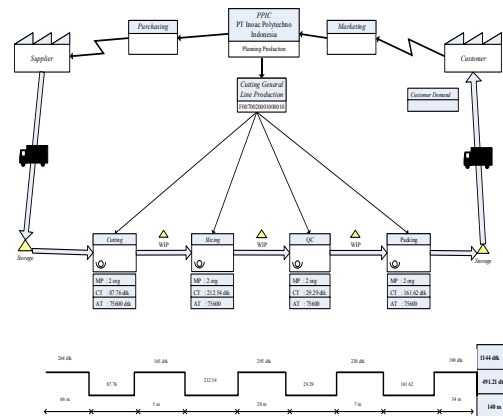 PPIC
PT Inoac Polytechno
Indonesia
Planning Production
Purchasing
Marketing
Supplier
Customer
Cutting General
Line Production
F0070020001000010
Customer Demand
Storage
Cutting
WIP
Slicing
WIP
QC
WIP
Packing
Storage
MP : 2 org
CT : 87.76 dtk
AT : 75600 dtk
MP : 2 org
CT : 212.54 dtk
AT : 75600
MP : 2 org
CT : 29.29 dtk
AT : 75600
MP : 2 org
CT : 161.62 dtk
AT : 75600
264 dtk
165 dtk
295 dtk
230 dtk
190 dtk
1144 dtk
87.76
212.54
29.29
161.62
491.21 dt
66 m
5 m
28 m
7 m
34 m
140 m